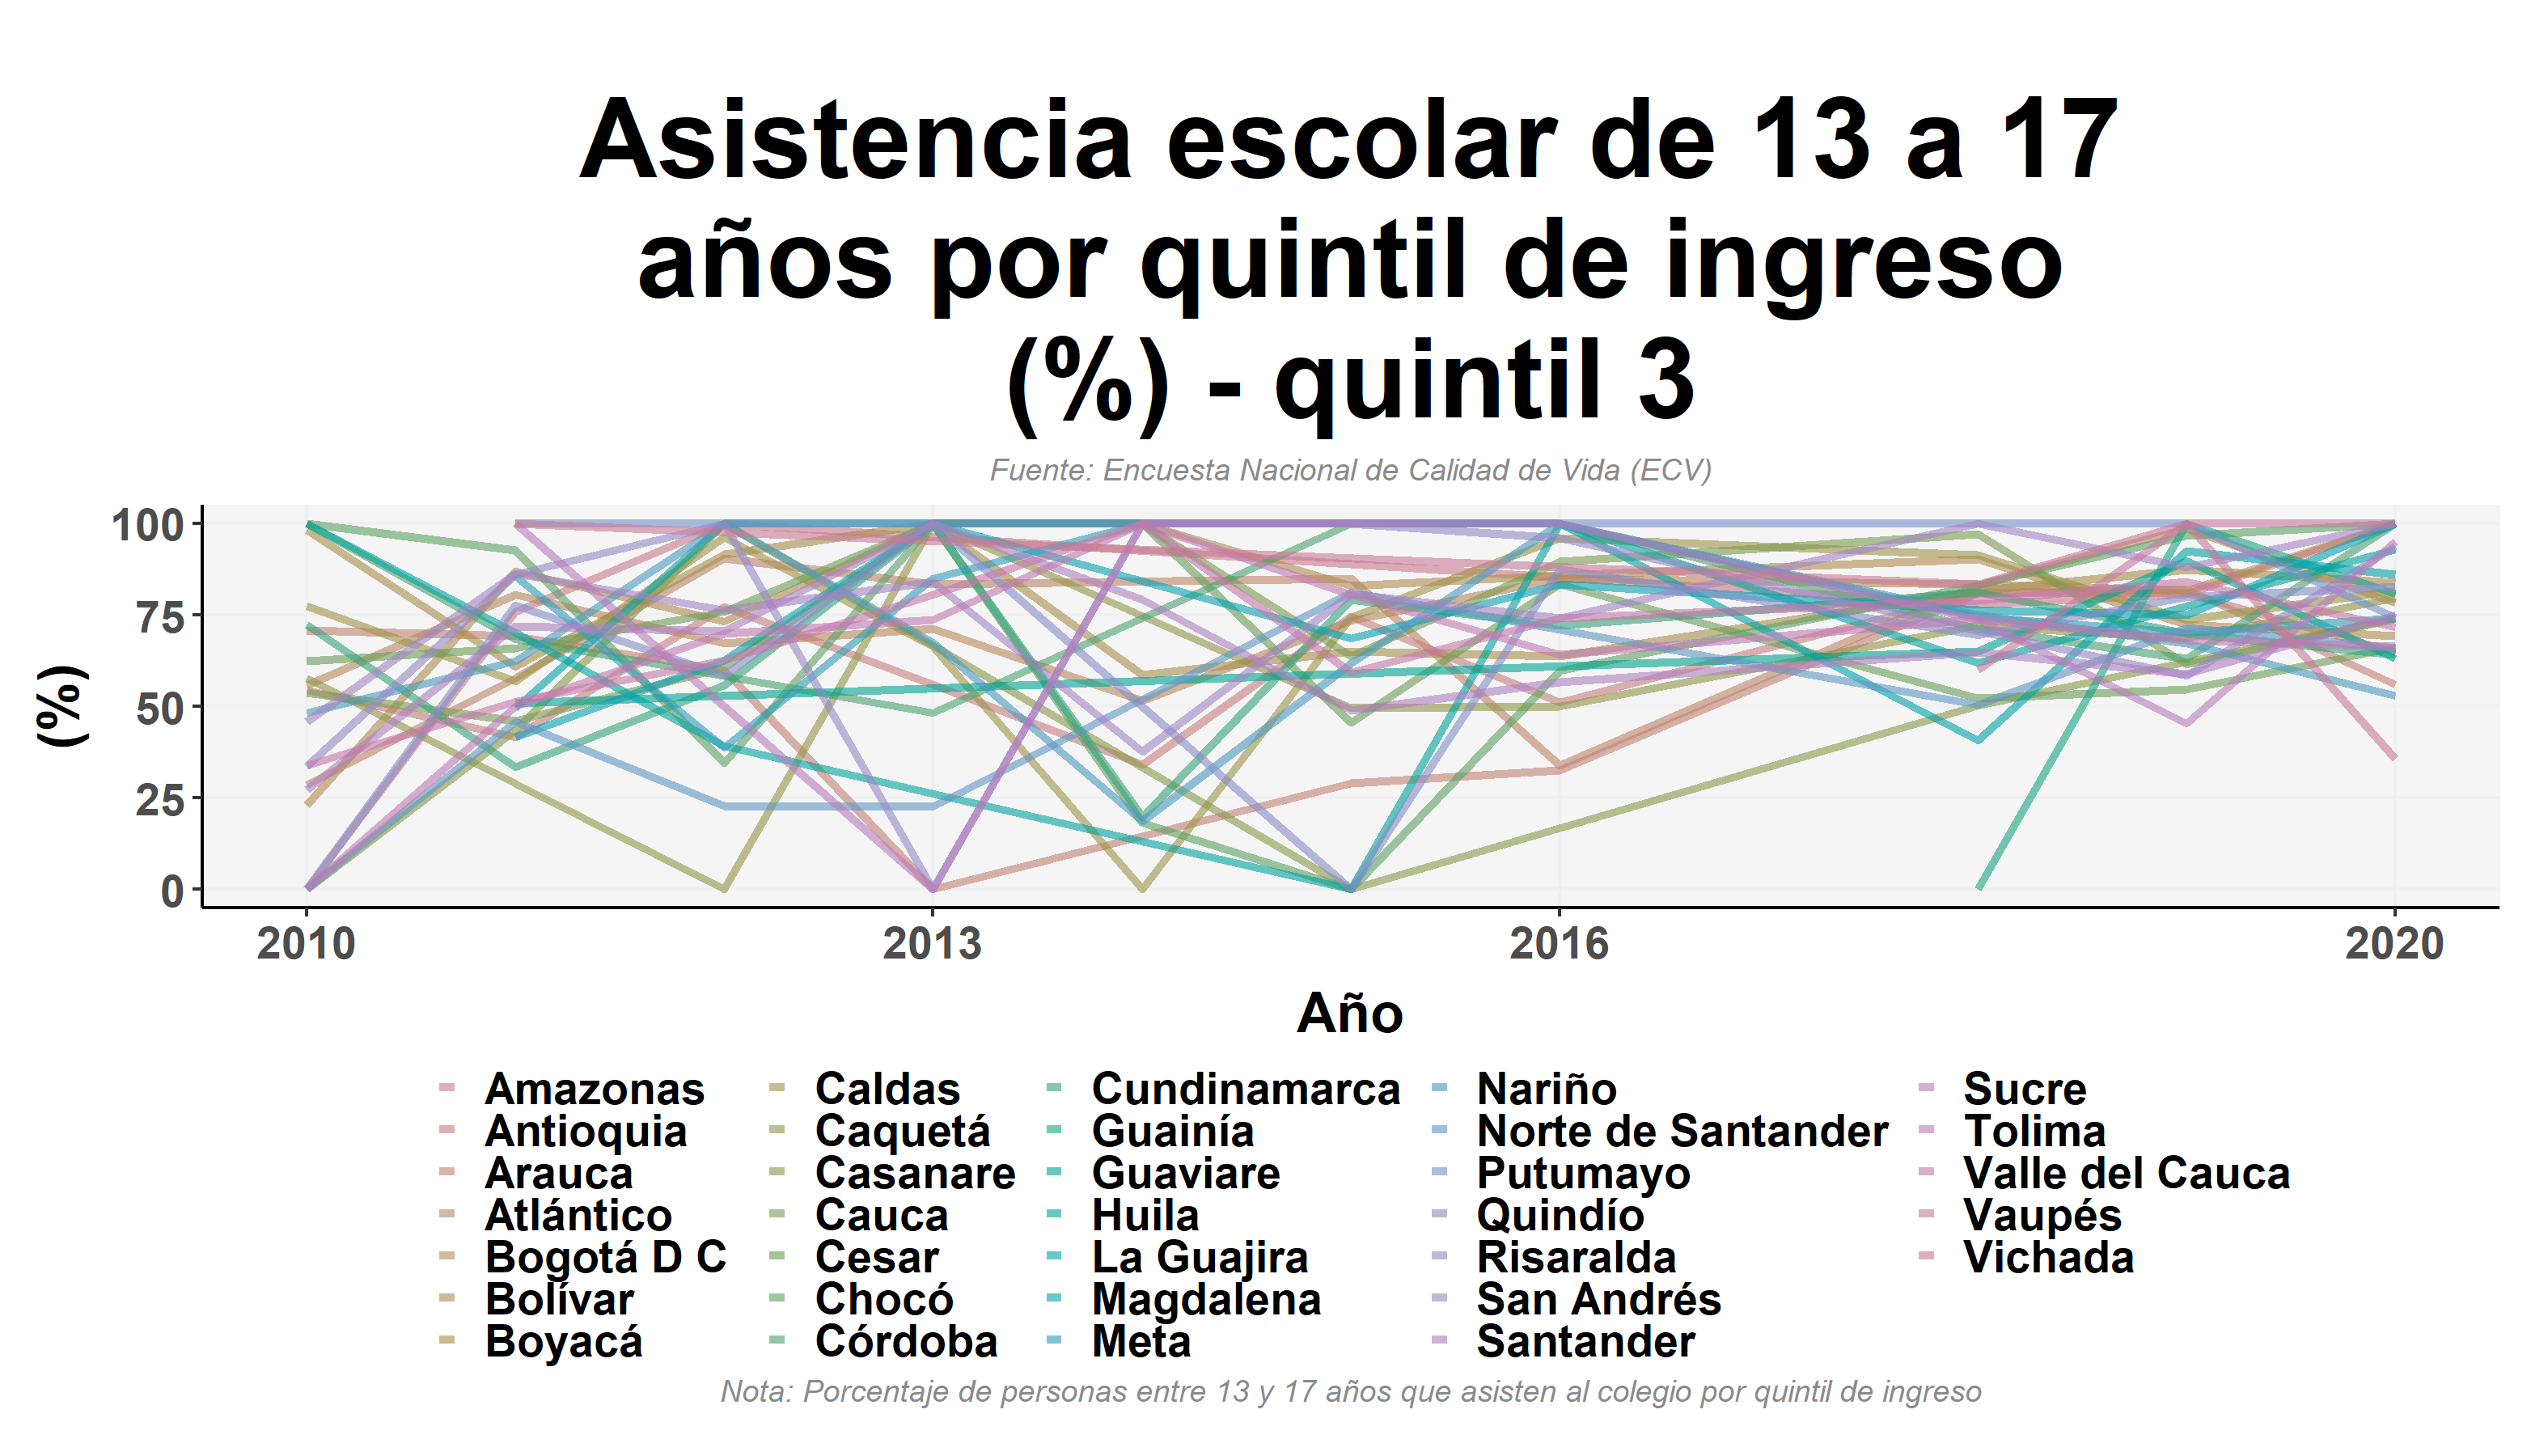 Asistencia escolar de 13 a 17
años por quintil de ingreso
(%) - quintil 3
Fuente: Encuesta Nacional de Calidad de Vida (ECV)
(%)
100
75
50
25
0
2010 2013 2016 2020
Año
Amazonas Caldas Cundinamarca Nariño Sucre
Antioquia Caquetá Guainía Norte de Santander Tolima
Arauca Casanare Guaviare Putumayo Valle del Cauca
Atlántico Cauca Huila Quindío Vaupés
Bogotá D C Cesar La Guajira Risaralda Vichada
Bolívar Chocó Magdalena San Andrés
Boyacá Córdoba Meta Santander
Nota: Porcentaje de personas entre 13 y 17 años que asisten al colegio por quintil de ingreso